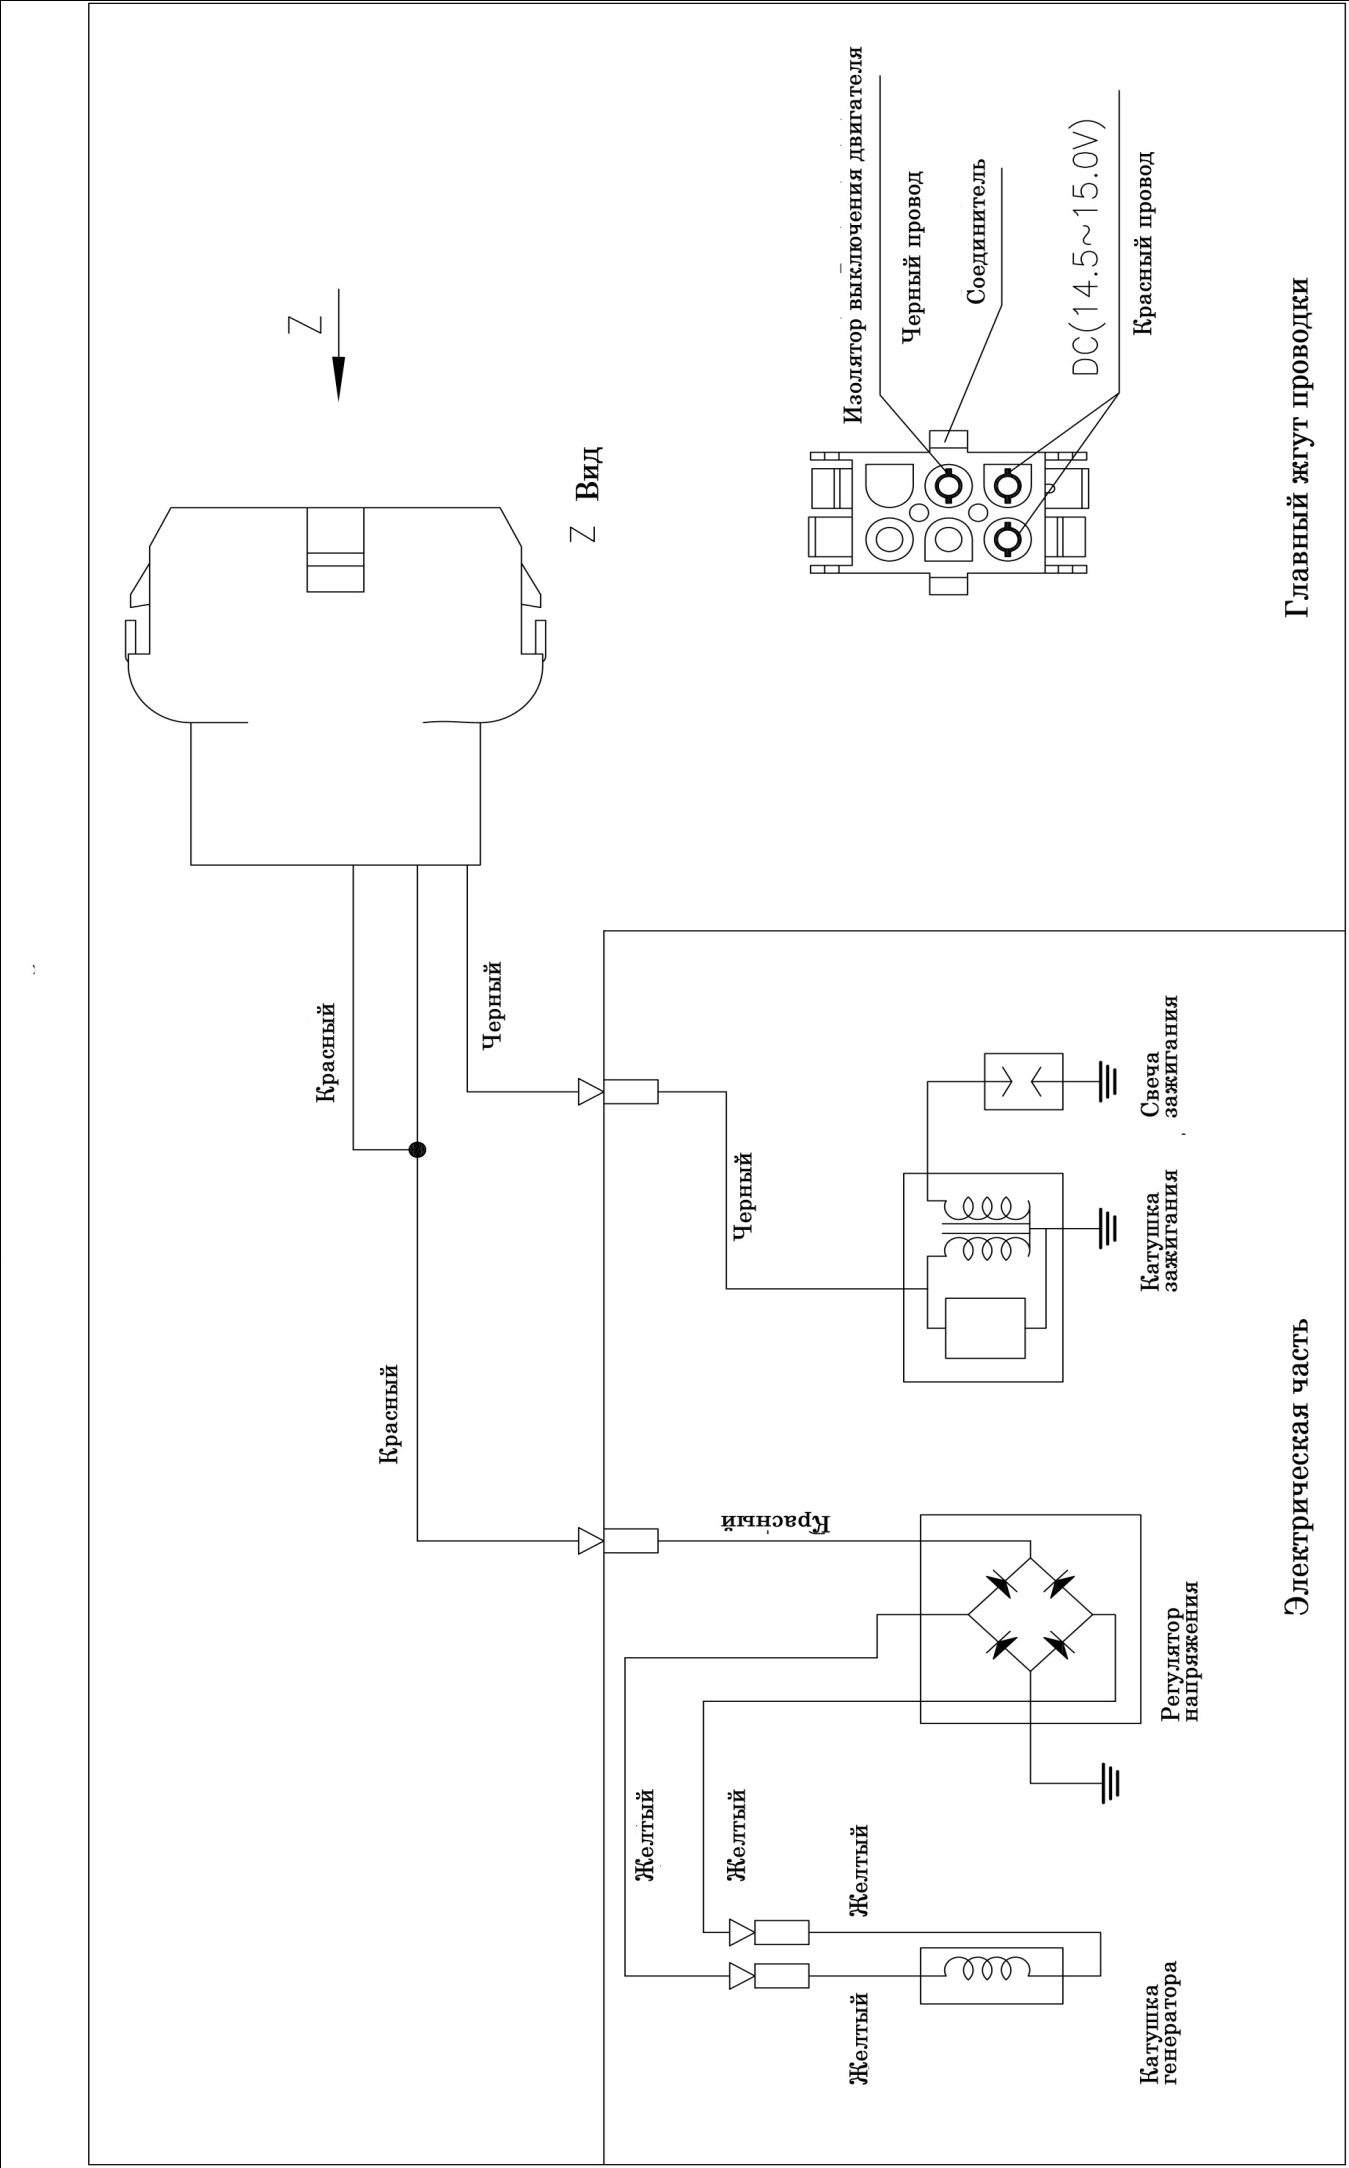 Z
Z Вид
Изолятор выключения двигателя
Черный провод
Соединитель
DC(14.5~15.0V)
Красный провод
Главный жгут проводки
Красный
Черный
Красный
Черный
Красный
Свеча
зажигания
Катушка
зажигания
Регулятор
напряжения
Желтый
Желтый
Желтый
Желтый
Катушка
генератора
Электрическая часть